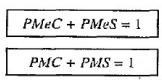 PMeC + PMeS = 1
PMC + PMS = 1